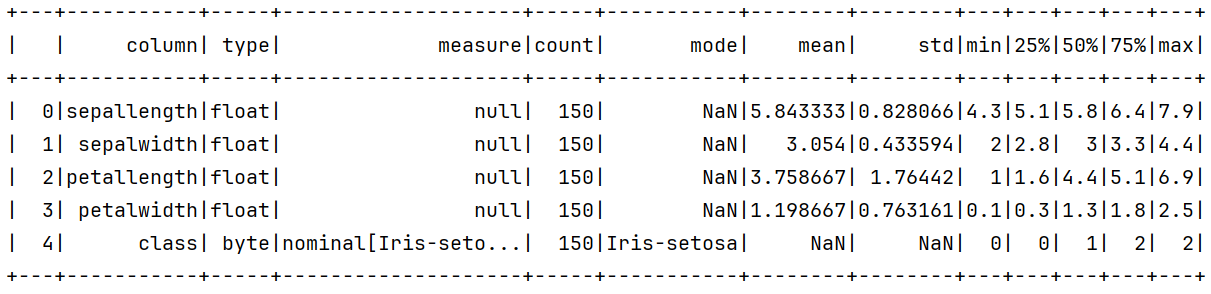 +---+-----------+-----+--------------------+-----+-----------+--------+--------+---+---+---+---+---+
|   |     column| type|             measure|count|       mode|    mean|     std|min|25%|50%|75%|max|
+---+-----------+-----+--------------------+-----+-----------+--------+--------+---+---+---+---+---+
|  0|sepallength|float|                null|  150|        NaN|5.843333|0.828066|4.3|5.1|5.8|6.4|7.9|
|  1| sepalwidth|float|                null|  150|        NaN|   3.054|0.433594|  2|2.8|  3|3.3|4.4|
|  2|petallength|float|                null|  150|        NaN|3.758667| 1.76442|  1|1.6|4.4|5.1|6.9|
|  3| petalwidth|float|                null|  150|        NaN|1.198667|0.763161|0.1|0.3|1.3|1.8|2.5|
|  4|      class| byte|nominal[Iris-seto...|  150|Iris-setosa|     NaN|     NaN|  0|  0|  1|  2|  2|
+---+-----------+-----+--------------------+-----+-----------+--------+--------+---+---+---+---+---+